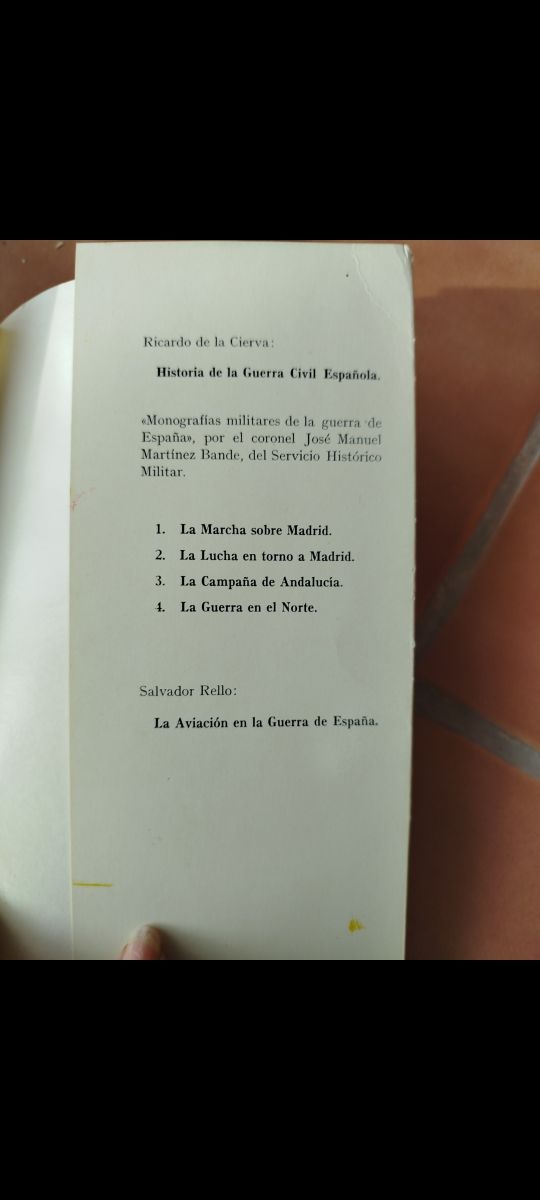 Ricardo de la Cierva:
Historia de la Guerra Civil Española.
«Monografías militares de la guerra de
España», por el coronel José Manuel
Martínez Bande, del Servicio Histórico
Militar.
1. La Marcha sobre Madrid.
2. La Lucha en torno a Madrid.
3. La Campaña de Andalucía.
4. La Guerra en el Norte.
Salvador Rello:
La Aviación en la Guerra de España.